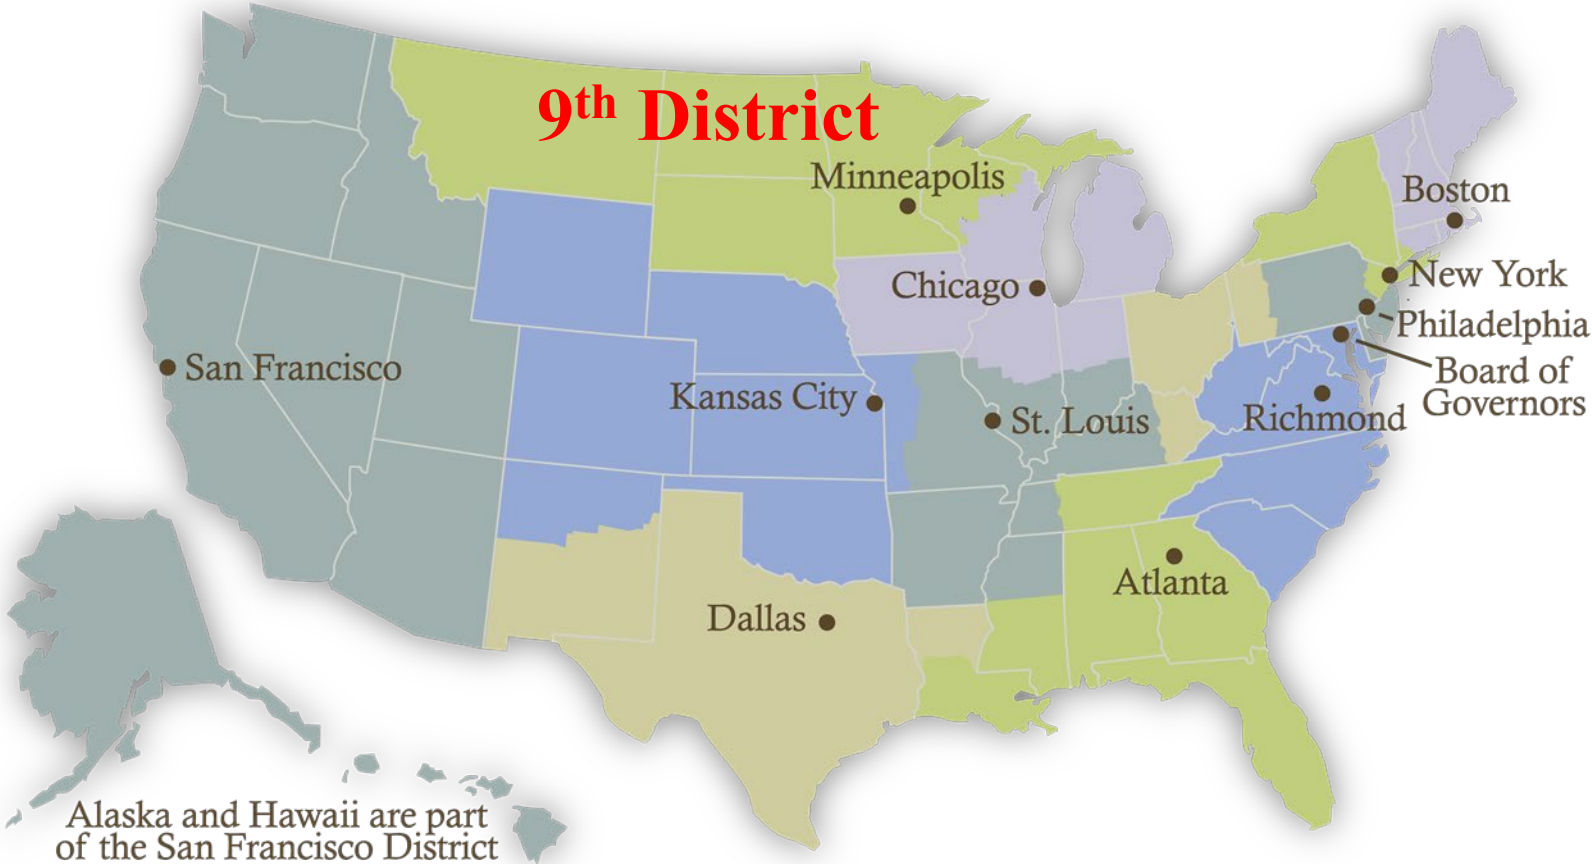 9th District
Minneapolis
Boston
New York
Chicago
Philadelphia
Board of
Governors
San Francisco
Kansas City
St. Louis
Richmond
Atlanta
Dallas
Alaska and Hawaii are part
of the San Francisco District